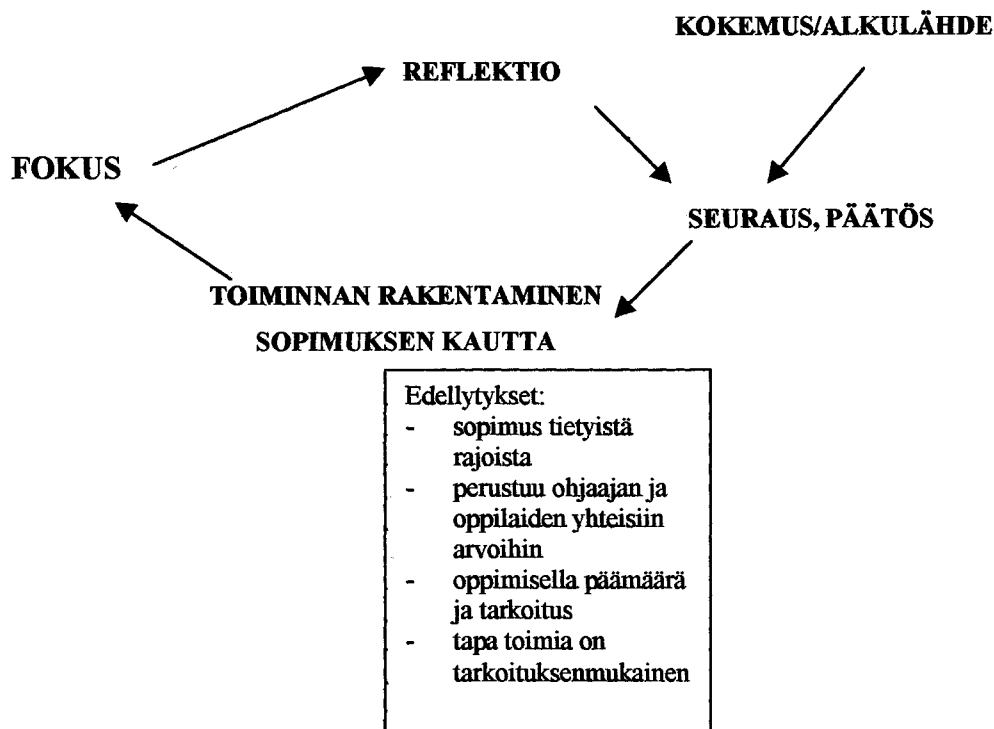 KOKEMUS/ALKULÄHDE
REFLEKTIO
FOKUS
SEURAUS, PÄÄTÖS
TOIMINNAN RAKENTAMINEN
SOPIMUKSEN KAUTTA
Edellytykset:
- sopimus tietyistä
rajoista
- perustuu ohjaajan ja
oppilaiden yhteisiin
arvoihin
- oppimisella päämäärä
ja tarkoitus
- tapa toimia on
tarkoituksenmukainen